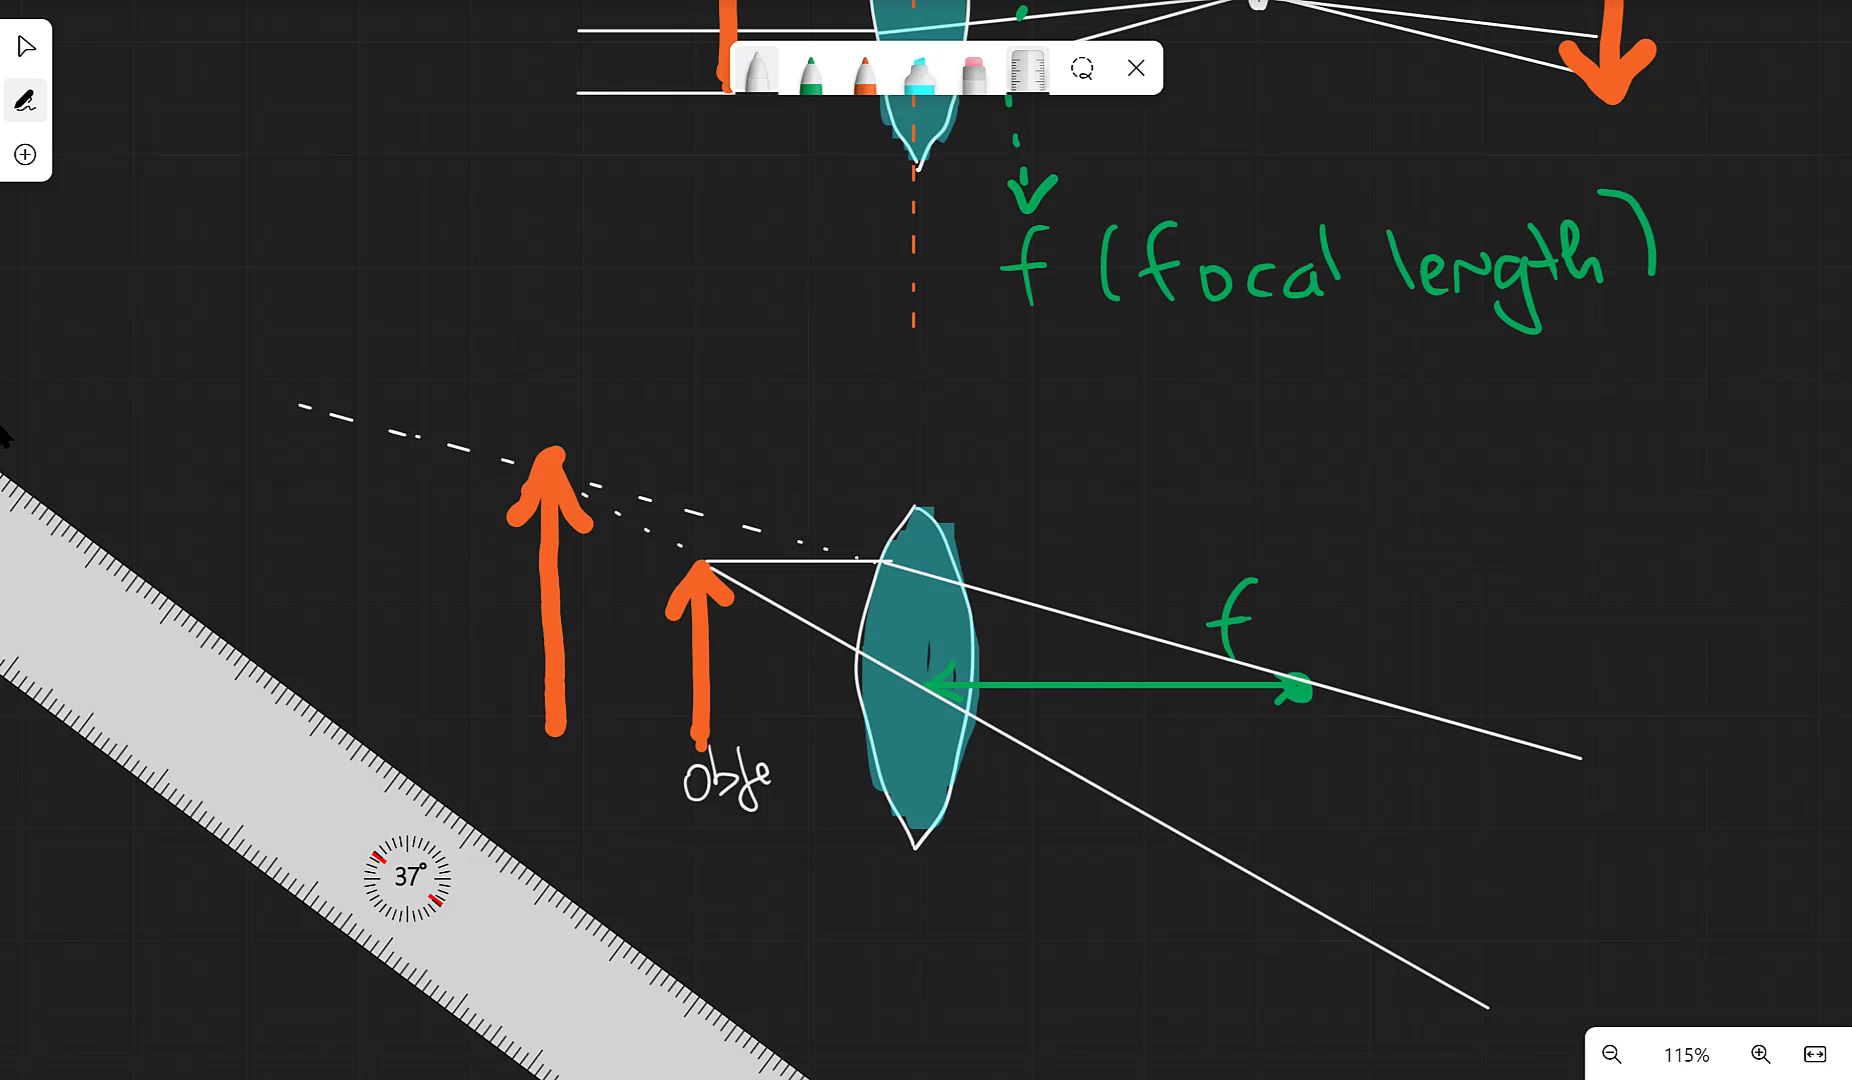 f (focal length)
f
obje
37°
115%